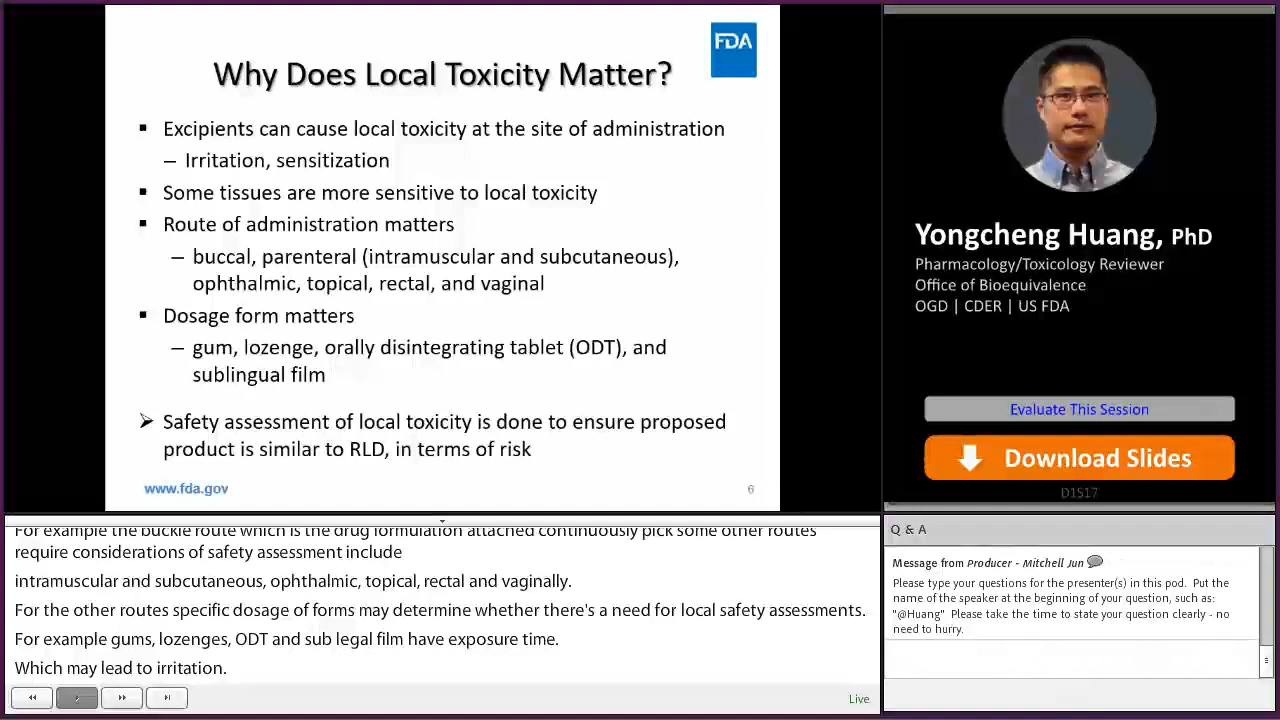 FDA
Why Does Local Toxicity Matter?
▪ Excipients can cause local toxicity at the site of administration
– Irritation, sensitization
▪ Some tissues are more sensitive to local toxicity
▪ Route of administration matters
– buccal, parenteral (intramuscular and subcutaneous),
ophthalmic, topical, rectal, and vaginal
▪ Dosage form matters
– gum, lozenge, orally disintegrating tablet (ODT), and
sublingual film
➢ Safety assessment of local toxicity is done to ensure proposed
product is similar to RLD, in terms of risk
www.fda.gov
6
Yongcheng Huang, PhD
Pharmacology/Toxicology Reviewer
Office of Bioequivalence
OGD | CDER | US FDA
Evaluate This Session
Download Slides
D1S17
For example the buckle route which is the drug formulation attached continuously pick some other routes
require considerations of safety assessment include
intramuscular and subcutaneous, ophthalmic, topical, rectal and vaginally.
For the other routes specific dosage of forms may determine whether there's a need for local safety assessments.
For example gums, lozenges, ODT and sub legal film have exposure time.
Which may lead to irritation.
Live
Q & A
Message from Producer - Mitchell Jun
Please type your questions for the presenter(s) in this pod. Put the
name of the speaker at the beginning of your question, such as:
"@Huang" Please take the time to state your question clearly - no
need to hurry.